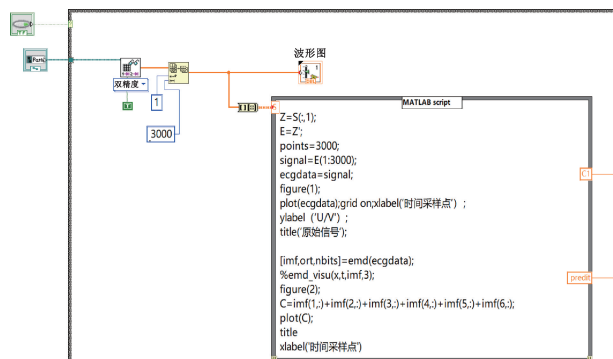 TF
Path
波形图
双精度
1
3000
MATLAB script
S
Z=S(:,1);
E=Z';
points=3000;
signal=E(1:3000);
ecgdata=signal;
figure(1);
plot(ecgdata);grid on;xlabel('时间采样点') ;
ylabel （'U/V'）;
title('原始信号');
[imf,ort,nbits]=emd(ecgdata);
%emd_visu(x,t,imf,3);
figure(2);
C=imf(1,:)+imf(2,:)+imf(3,:)+imf(4,:)+imf(5,:)+imf(6,:);
plot(C);
title
xlabel('时间采样点')
C1
predit